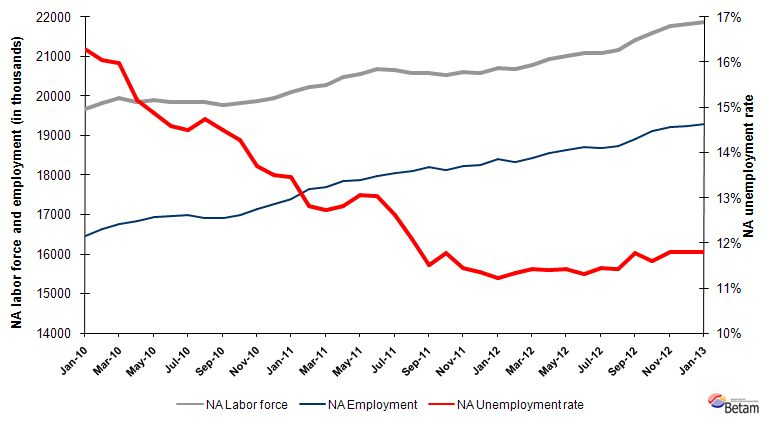 NA labor force and employment (in thousands)
22000
21000
20000
19000
18000
17000
16000
15000
14000
17%
16%
15%
14%
13%
12%
11%
10%
NA unemployment rate
Jan-10
Mar-10
May-10
Jul-10
Sep-10
Nov-10
Jan-11
Mar-11
May-11
Jul-11
Sep-11
Nov-11
Jan-12
Mar-12
May-12
Jul-12
Sep-12
Nov-12
Jan-13
NA Labor force
NA Employment
NA Unemployment rate
Betam